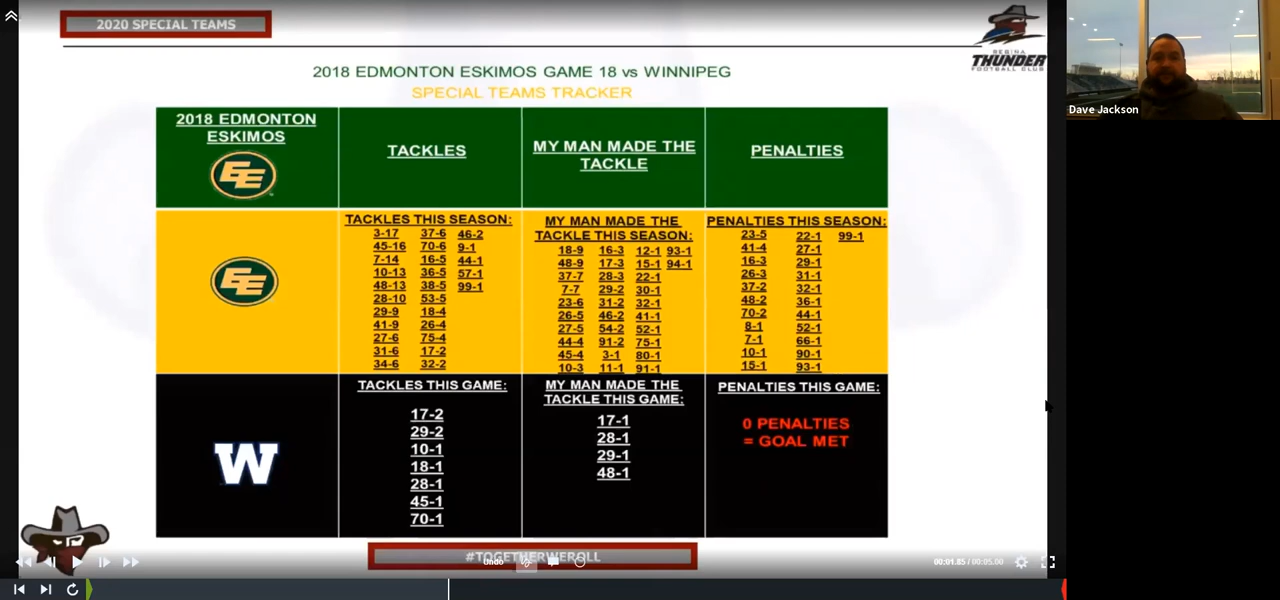 2020 SPECIAL TEAMS
REGINA
THUNDER
FOOTBALL CLUB
Dave Jackson
2018 EDMONTON ESKIMOS GAME 18 vs WINNIPEG
SPECIAL TEAMS TRACKER
2018 EDMONTON
ESKIMOS
EE
TACKLES
MY MAN MADE THE
TACKLE
PENALTIES
EE
TACKLES THIS SEASON:
3-17 37-6 46-2
45-16 70-6 9-1
7-14 16-5 44-1
10-13 36-5 57-1
48-13 38-5 99-1
28-10 53-5
29-9 18-4
41-9 26-4
27-6 75-4
31-6 17-2
34-6 32-2
MY MAN MADE THE
TACKLE THIS SEASON:
18-9 16-3 12-1 93-1
48-9 17-3 15-1 94-1
37-7 28-3 22-1
7-7 29-2 30-1
23-6 31-2 32-1
26-5 46-2 41-1
27-5 54-2 52-1
44-4 91-2 75-1
45-4 3-1 80-1
10-3 11-1 91-1
PENALTIES THIS SEASON:
23-5 22-1 99-1
41-4 27-1
16-3 29-1
26-3 31-1
37-2 32-1
48-2 36-1
70-2 44-1
8-1 52-1
7-1 66-1
10-1 90-1
15-1 93-1
W
TACKLES THIS GAME:
17-2
29-2
10-1
18-1
28-1
45-1
70-1
MY MAN MADE THE
TACKLE THIS GAME:
17-1
28-1
29-1
48-1
PENALTIES THIS GAME:
0 PENALTIES
= GOAL MET
#TOGETHERWEROLL
Undo
00:01.85 / 00:05.00